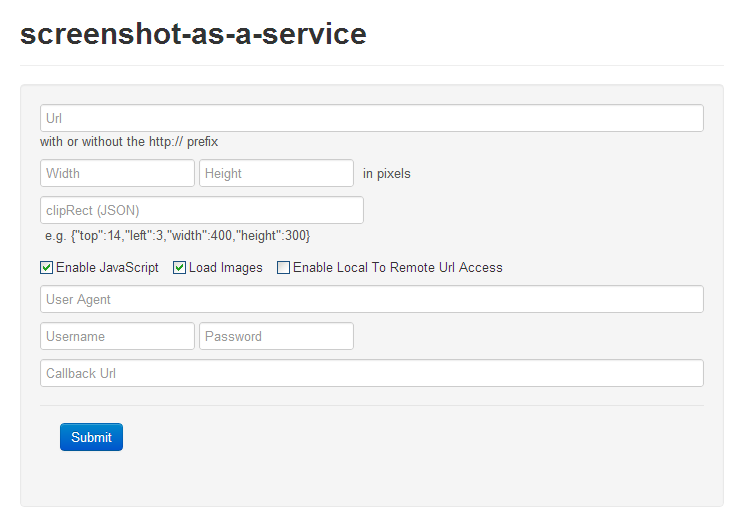 screenshot-as-a-service
Url
with or without the http:// prefix
Width Height in pixels
clipRect (JSON)
e.g. {"top":14,"left":3,"width":400,"height":300}
Enable JavaScript Load Images Enable Local To Remote Url Access
User Agent
Username Password
Callback Url
Submit